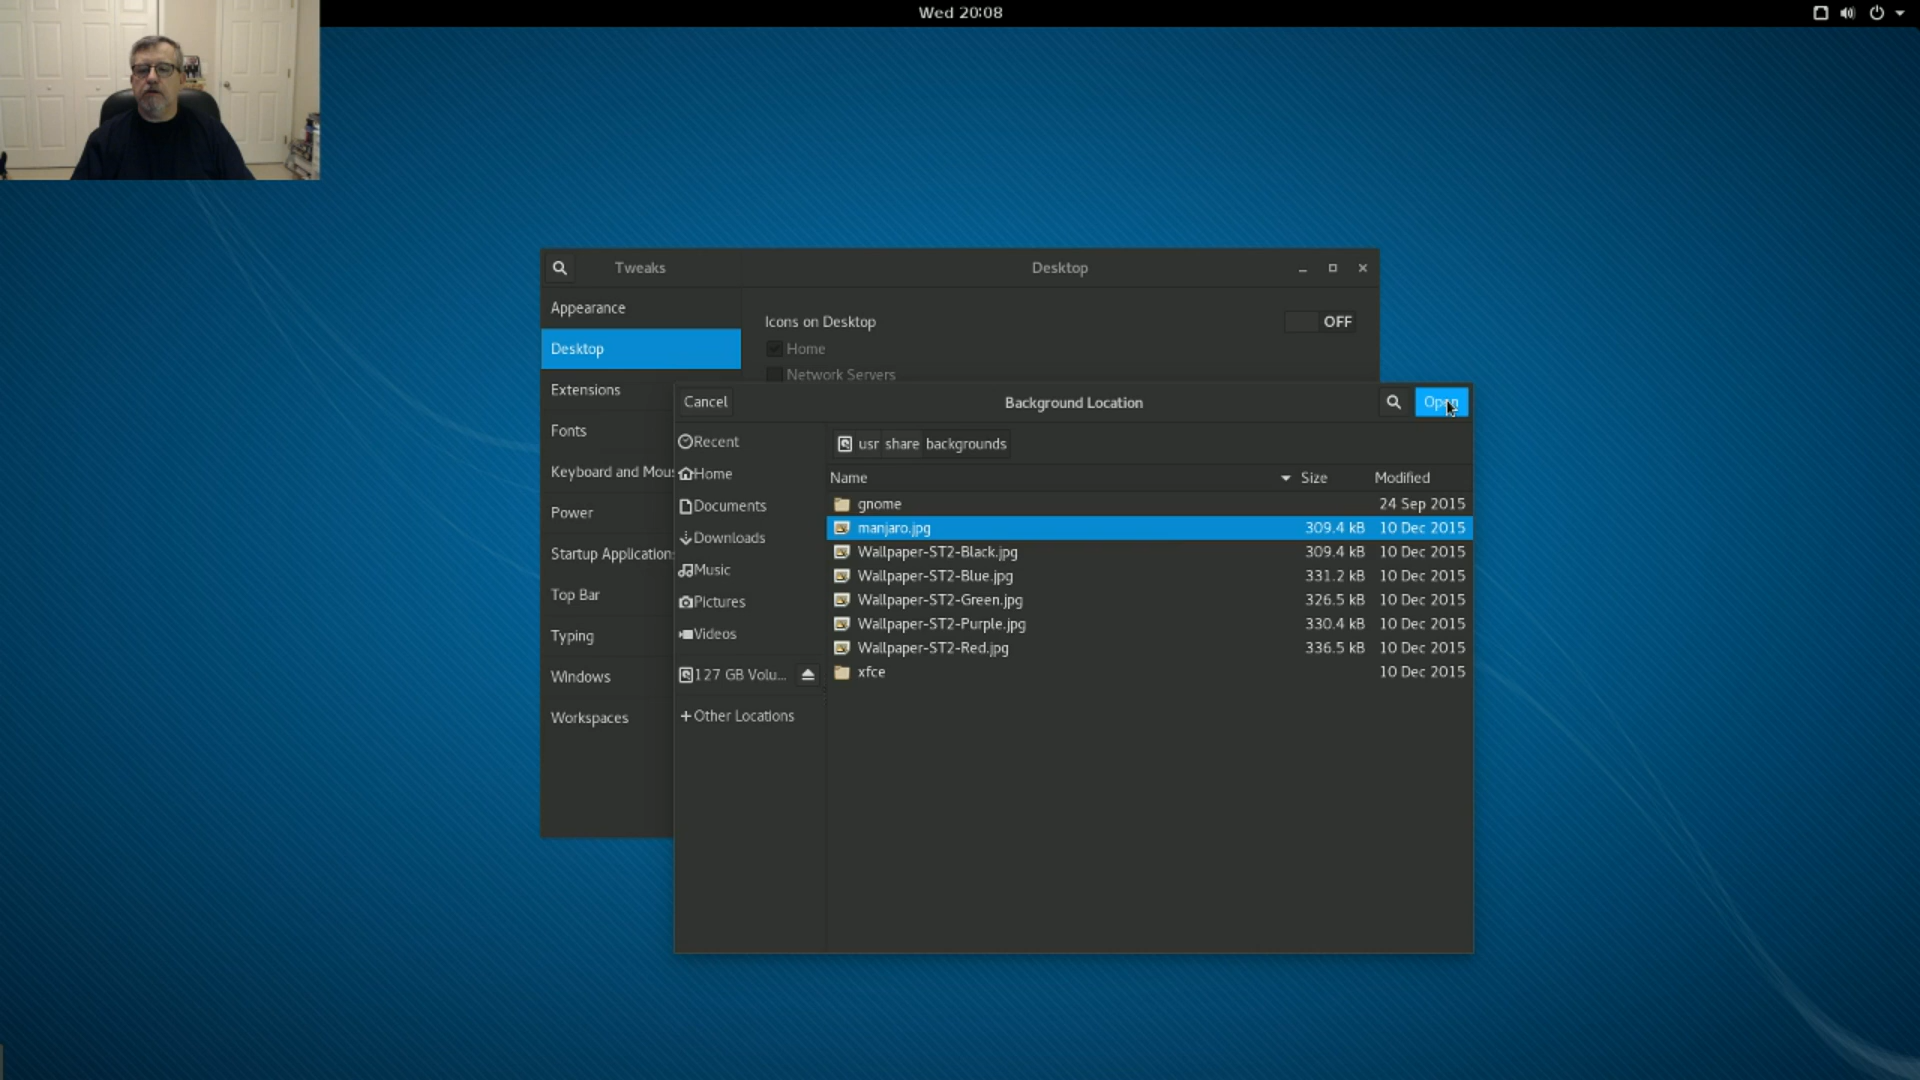 Wed 20:08
Tweaks
Desktop
Appearance
Desktop
Extensions
Fonts
Keyboard and Mou
Power
Startup Application
Top Bar
Typing
Windows
Workspaces
Icons on Desktop
OFF
Home
Network Servers
Cancel
Background Location
Open
Recent
Home
Documents
Downloads
Music
Pictures
Videos
127 GB Volu...
Other Locations
usr share backgrounds
Name Size Modified
gnome 24 Sep 2015
manjaro.jpg 309.4 kB 10 Dec 2015
Wallpaper-ST2-Black.jpg 309.4 kB 10 Dec 2015
Wallpaper-ST2-Blue.jpg 331.2 kB 10 Dec 2015
Wallpaper-ST2-Green.jpg 326.5 kB 10 Dec 2015
Wallpaper-ST2-Purple.jpg 330.4 kB 10 Dec 2015
Wallpaper-ST2-Red.jpg 336.5 kB 10 Dec 2015
xfce 10 Dec 2015